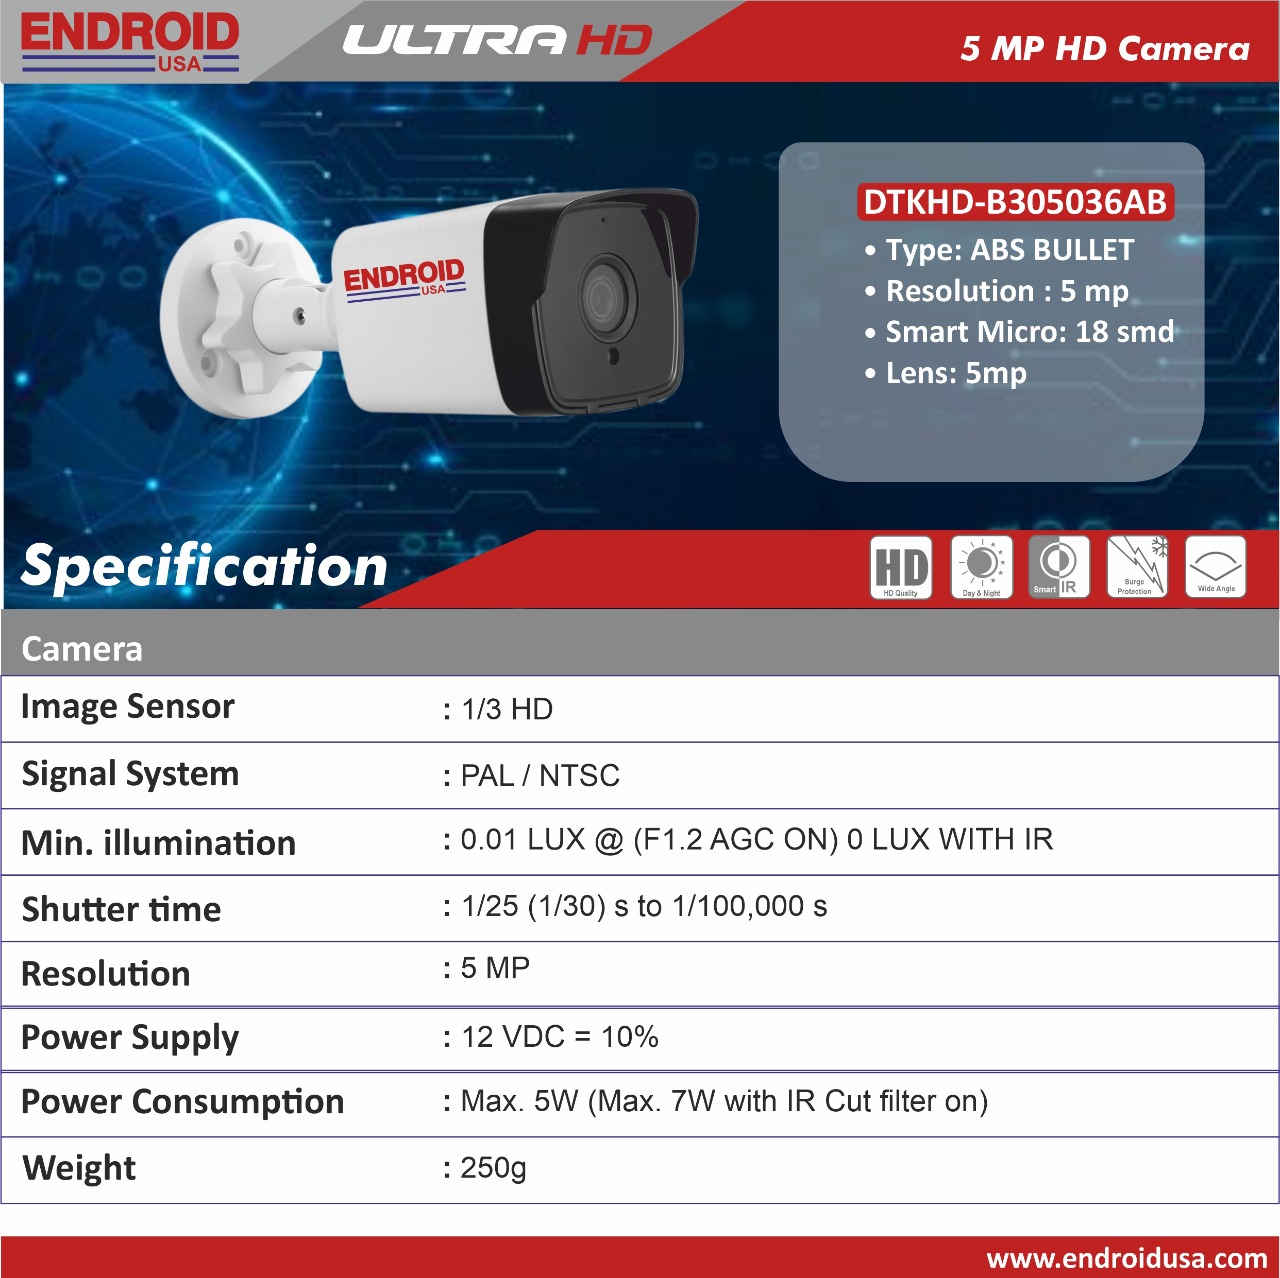 ENDROID
USA
ULTRA HD
5 MP HD Camera
DTKHD-B305036AB
• Type: ABS BULLET
• Resolution : 5 mp
• Smart Micro: 18 smd
• Lens: 5mp
ENDROID
USA
Specification
HD
HD Quality
Day & Night
Smart IR
Surge
Protection
Wide Angle
Camera
Image Sensor : 1/3 HD
Signal System : PAL / NTSC
Min. illumination : 0.01 LUX @ (F1.2 AGC ON) 0 LUX WITH IR
Shutter time : 1/25 (1/30) s to 1/100,000 s
Resolution : 5 MP
Power Supply : 12 VDC = 10%
Power Consumption : Max. 5W (Max. 7W with IR Cut filter on)
Weight : 250g
www.endroidusa.com